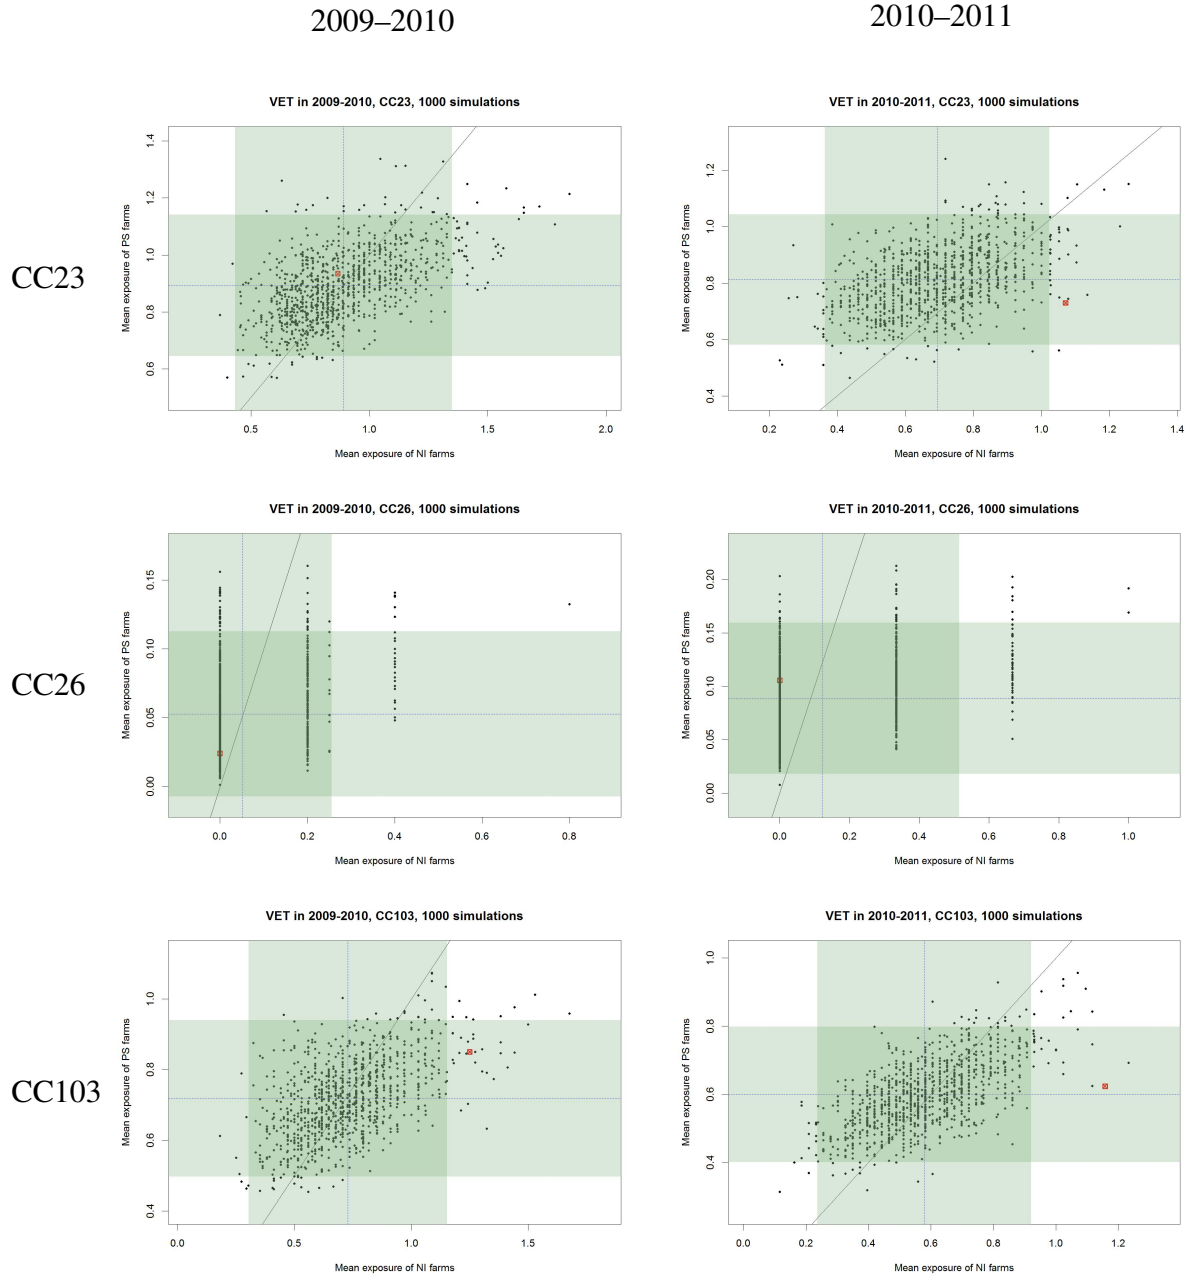 2009–2010
2010–2011
CC23
VET in 2009-2010, CC23, 1000 simulations
Mean exposure of PS farms
1.4
1.2
1.0
0.8
0.6
0.5 1.0 1.5 2.0
Mean exposure of NI farms
VET in 2010-2011, CC23, 1000 simulations
Mean exposure of PS farms
1.2
1.0
0.8
0.6
0.4
0.2 0.4 0.6 0.8 1.0 1.2 1.4
Mean exposure of NI farms
CC26
VET in 2009-2010, CC26, 1000 simulations
Mean exposure of PS farms
0.15
0.10
0.05
0.00
0.0 0.2 0.4 0.6 0.8
Mean exposure of NI farms
VET in 2010-2011, CC26, 1000 simulations
Mean exposure of PS farms
0.20
0.15
0.10
0.05
0.00
0.0 0.2 0.4 0.6 0.8 1.0
Mean exposure of NI farms
CC103
VET in 2009-2010, CC103, 1000 simulations
Mean exposure of PS farms
1.0
0.8
0.6
0.4
0.0 0.5 1.0 1.5
Mean exposure of NI farms
VET in 2010-2011, CC103, 1000 simulations
Mean exposure of PS farms
1.0
0.8
0.6
0.4
0.0 0.2 0.4 0.6 0.8 1.0 1.2
Mean exposure of NI farms